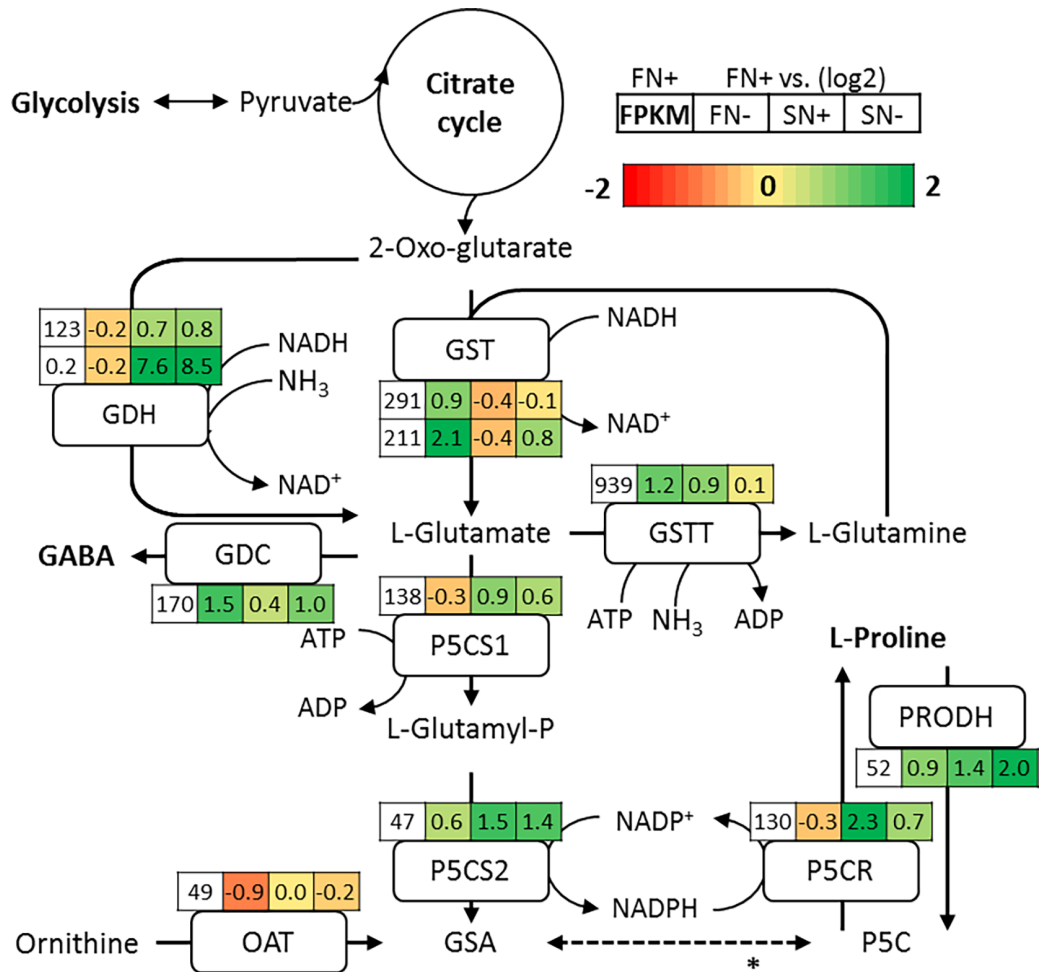 FN+ FN+ vs. (log2)
FPKM FN- SN+ SN-
-2 0 2
Citrate
cycle
Glycolysis Pyruvate
2-Oxo-glutarate
123 -0.2 0.7 0.8
0.2 -0.2 7.6 8.5
GDH
NADH
NH3
NAD+
GST
NADH
291 0.9 -0.4 -0.1
211 2.1 -0.4 0.8
NAD+
939 1.2 0.9 0.1
GABA GDC L-Glutamate GSTT L-Glutamine
170 1.5 0.4 1.0
ATP NH3 ADP
138 -0.3 0.9 0.6
ATP
P5CS1
ADP
L-Glutamyl-P
L-Proline
PRODH
52 0.9 1.4 2.0
47 0.6 1.5 1.4
P5CS2
NADP+
NADPH
130 -0.3 2.3 0.7
P5CR
49 -0.9 0.0 -0.2
Ornithine OAT GSA P5C
*